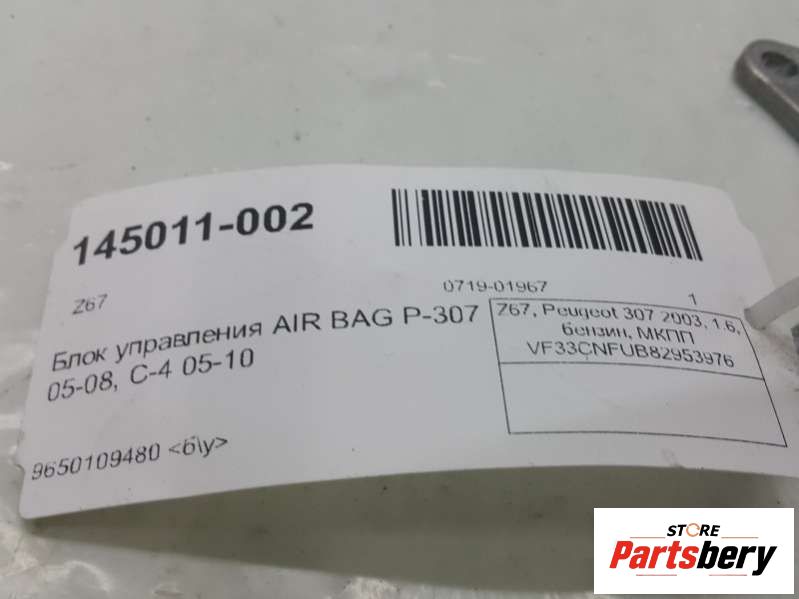 145011-002
Z67
0719-01967
1
Блок управления AIR BAG P-307
05-08, C-4 05-10
Z67, Peugeot 307 2003, 1.6,
бензин, МКПП
VF33CNFUB82953976
9650109480 <б\у>
STORE
Partsbery